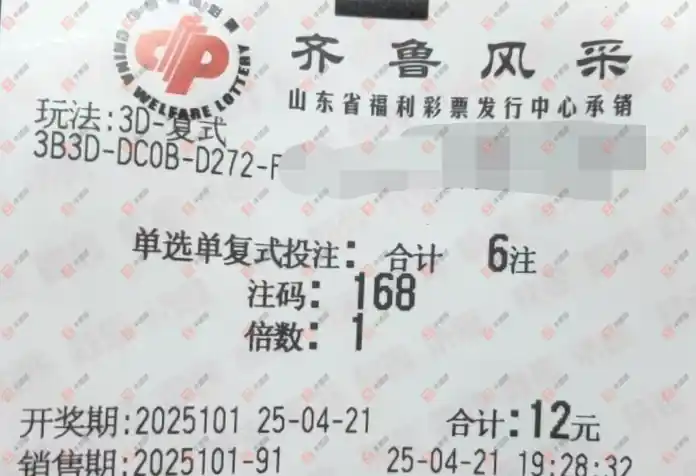 CHINA WELFARE LOTTERY
齐鲁风采
山东省福利彩票发行中心承销
玩法:3D-复式
3B3D-DC0B-D272-F
单选单复式投注: 合计 6注
注码: 168
倍数: 1
开奖期:2025101 25-04-21 合计:12元
销售期:2025101-91 25-04-21 19:28:32